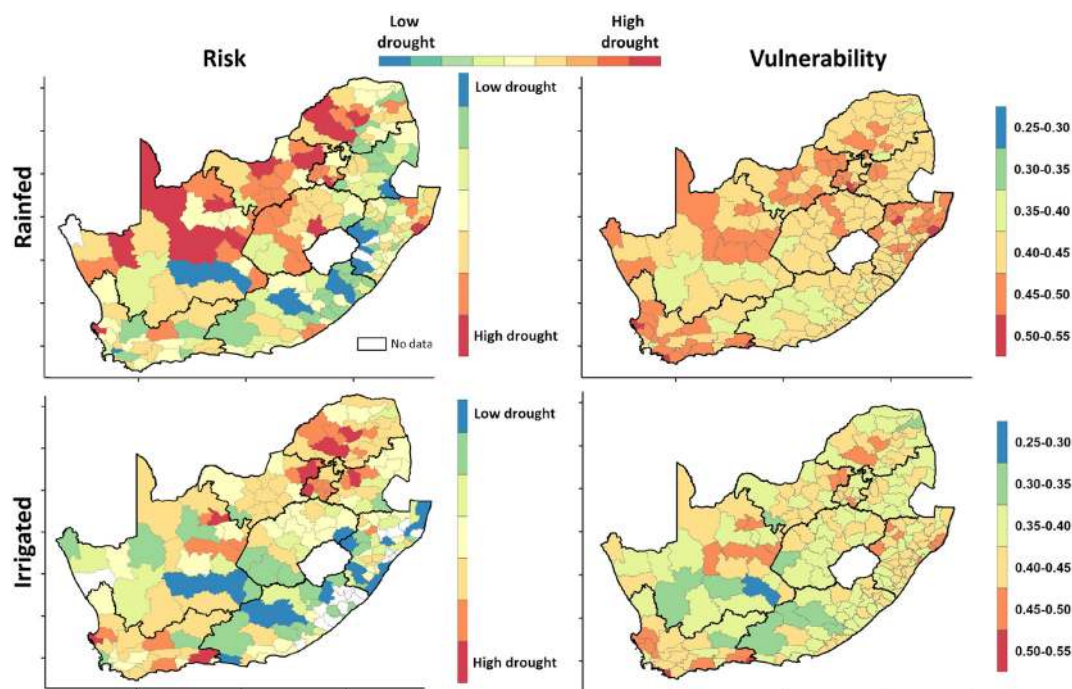 Low
drought
High
drought
Risk
Vulnerability
Rainfed
Low drought
High drought
No data
0.25-0.30
0.30-0.35
0.35-0.40
0.40-0.45
0.45-0.50
0.50-0.55
Irrigated
Low drought
High drought
0.25-0.30
0.30-0.35
0.35-0.40
0.40-0.45
0.45-0.50
0.50-0.55